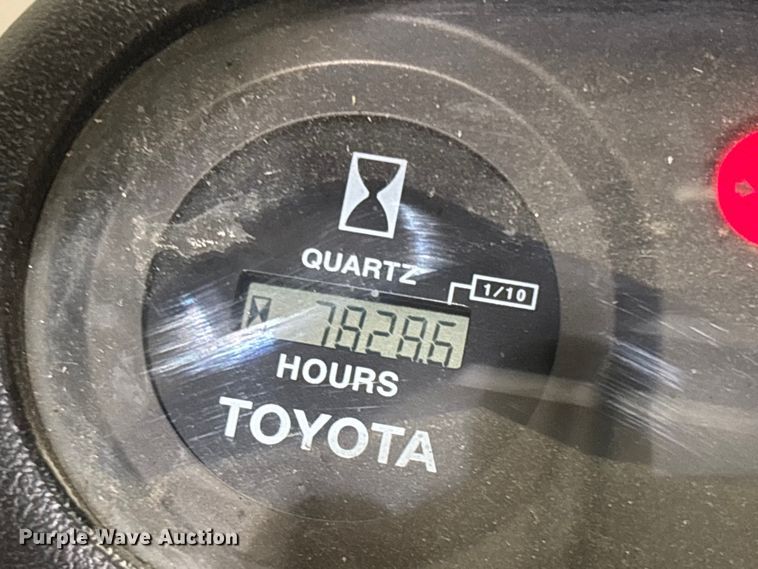 QUARTZ
1/10
7828.6
HOURS
TOYOTA
Purple Wave Auction